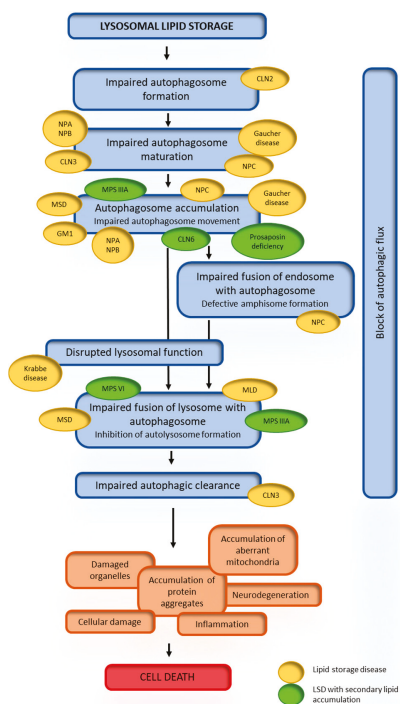 LYSOSOMAL LIPID STORAGE
Impaired autophagosome
formation
CLN2
NPA
NPB
Impaired autophagosome
maturation
Gaucher
disease
CLN3
NPC
MPS IIIA
NPC
Gaucher
disease
MSD
Autophagosome accumulation
Impaired autophagosome movement
GM1
NPA
NPB
CLN6
Prosaposin
deficiency
Impaired fusion of endosome
with autophagosome
Defective amphisome formation
NPC
Disrupted lysosomal function
Krabbe
disease
MPS VI
MLD
Impaired fusion of lysosome with
autophagosome
Inhibition of autolysosome formation
MSD
MPS IIIA
Impaired autophagic clearance
CLN3
Block of autophagic flux
Accumulation of
aberrant
mitochondria
Damaged
organelles
Accumulation of
protein
aggregates
Neurodegeneration
Cellular damage
Inflammation
CELL DEATH
Lipid storage disease
LSD with secondary lipid
accumulation